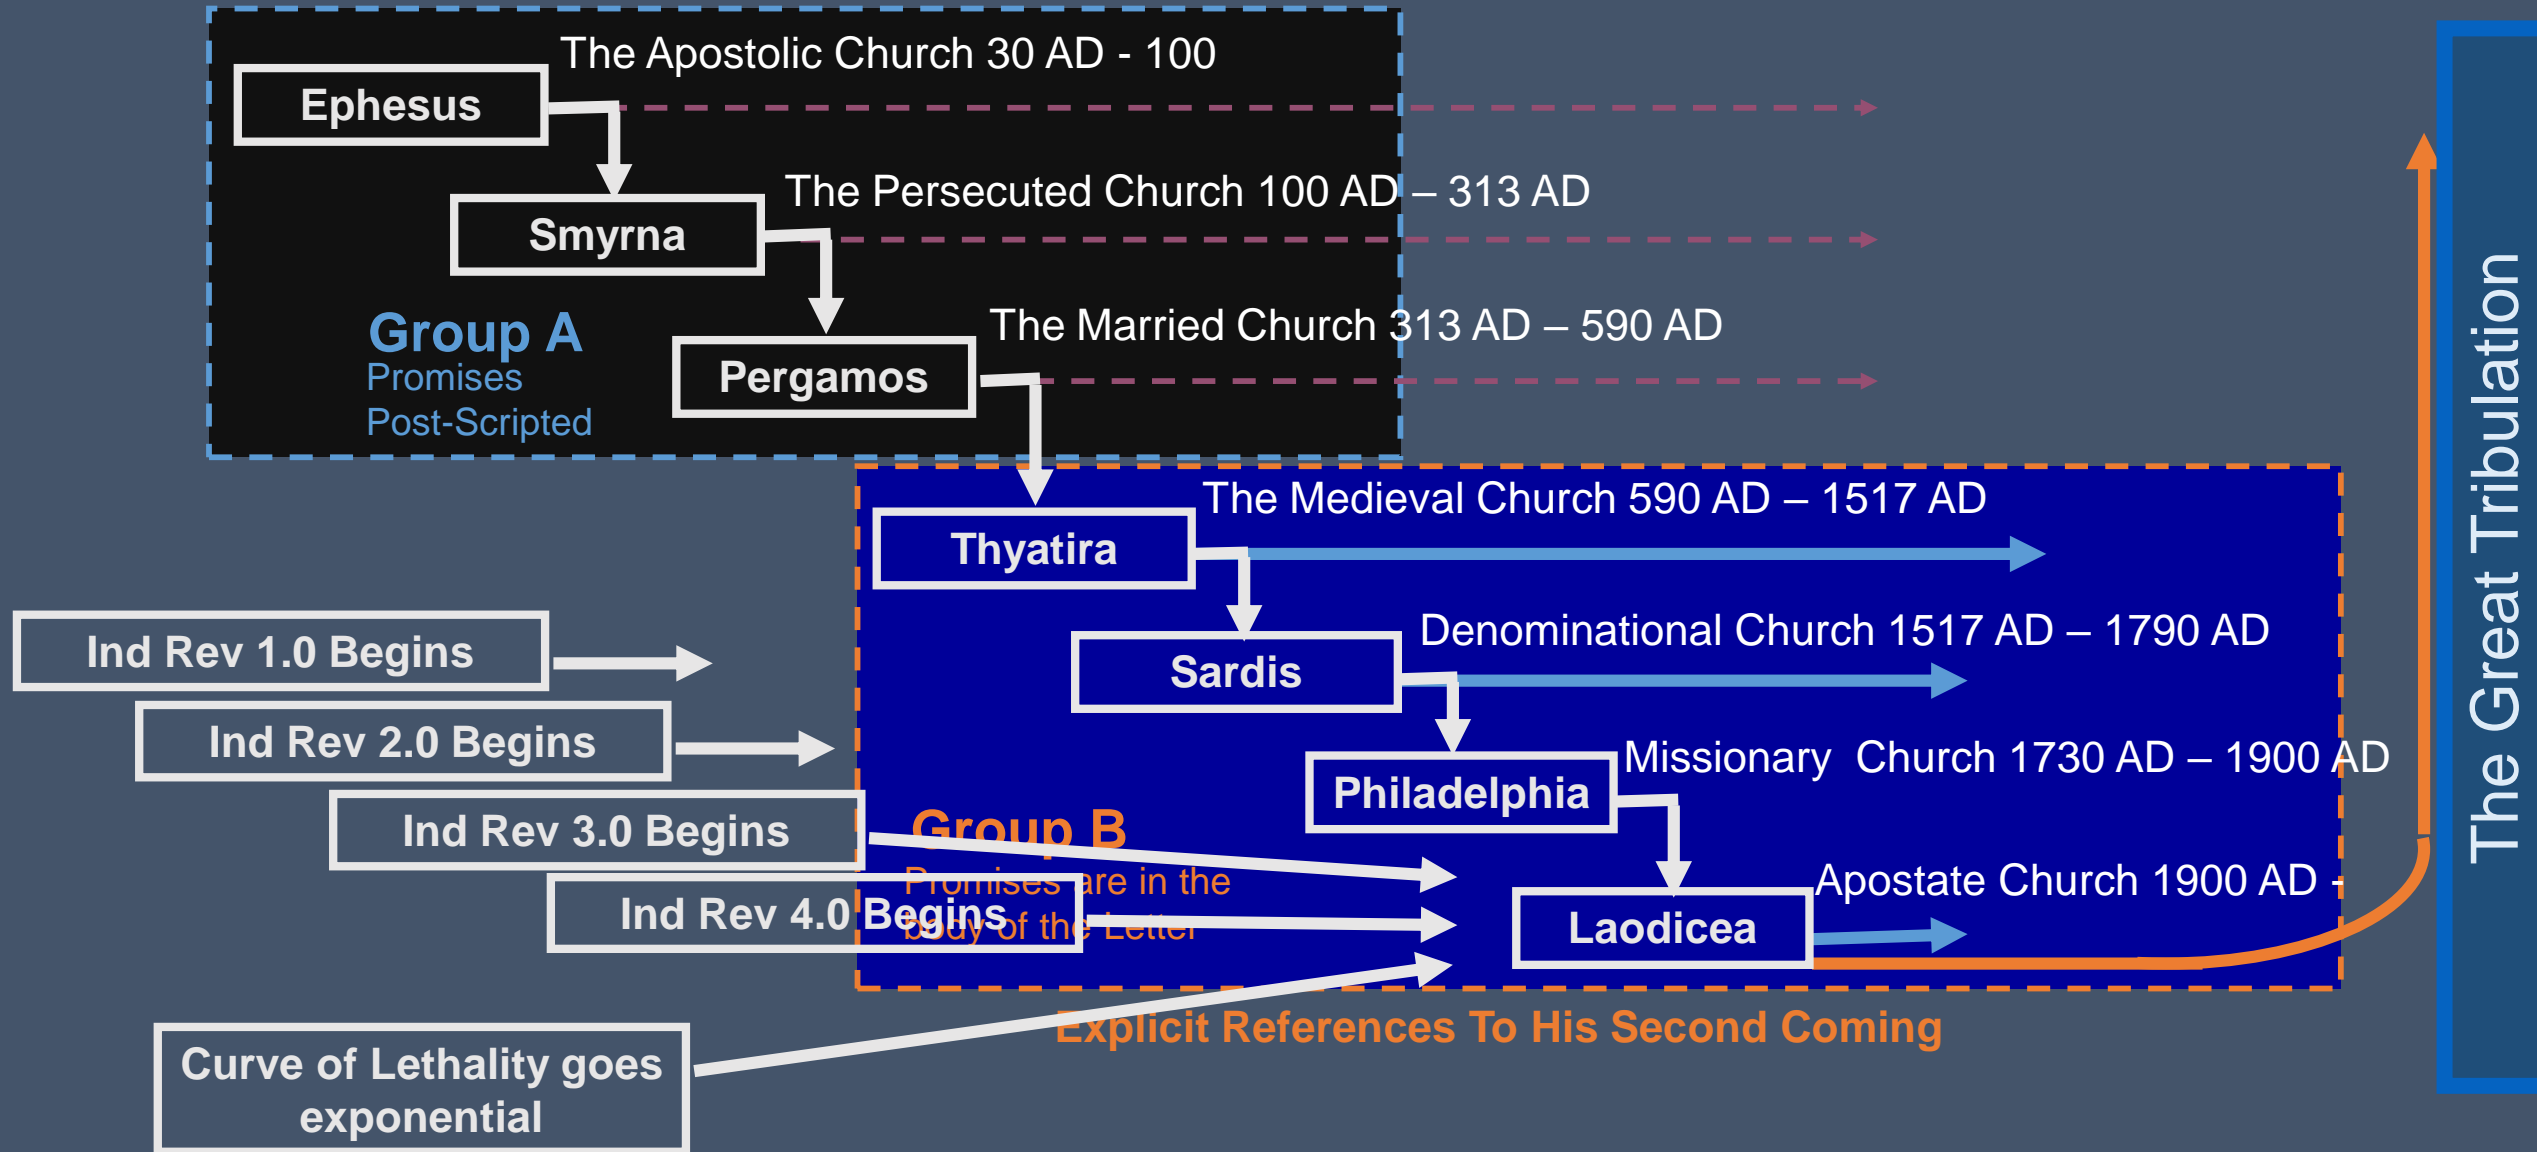 The Apostolic Church 30 AD - 100
Ephesus
The Persecuted Church 100 AD – 313 AD
Smyrna
The Married Church 313 AD – 590 AD
Group A
Promises
Post-Scripted
Pergamos
The Medieval Church 590 AD – 1517 AD
Thyatira
Denominational Church 1517 AD – 1790 AD
Sardis
Ind Rev 1.0 Begins
Ind Rev 2.0 Begins
Missionary  Church 1730 AD – 1900 AD
Philadelphia
Ind Rev 3.0 Begins
Group B
Promises are in the
body of the Letter
Ind Rev 4.0 Begins
Apostate Church 1900 AD -
Laodicea
Explicit References To His Second Coming
Curve of Lethality goes
exponential
The Great Tribulation